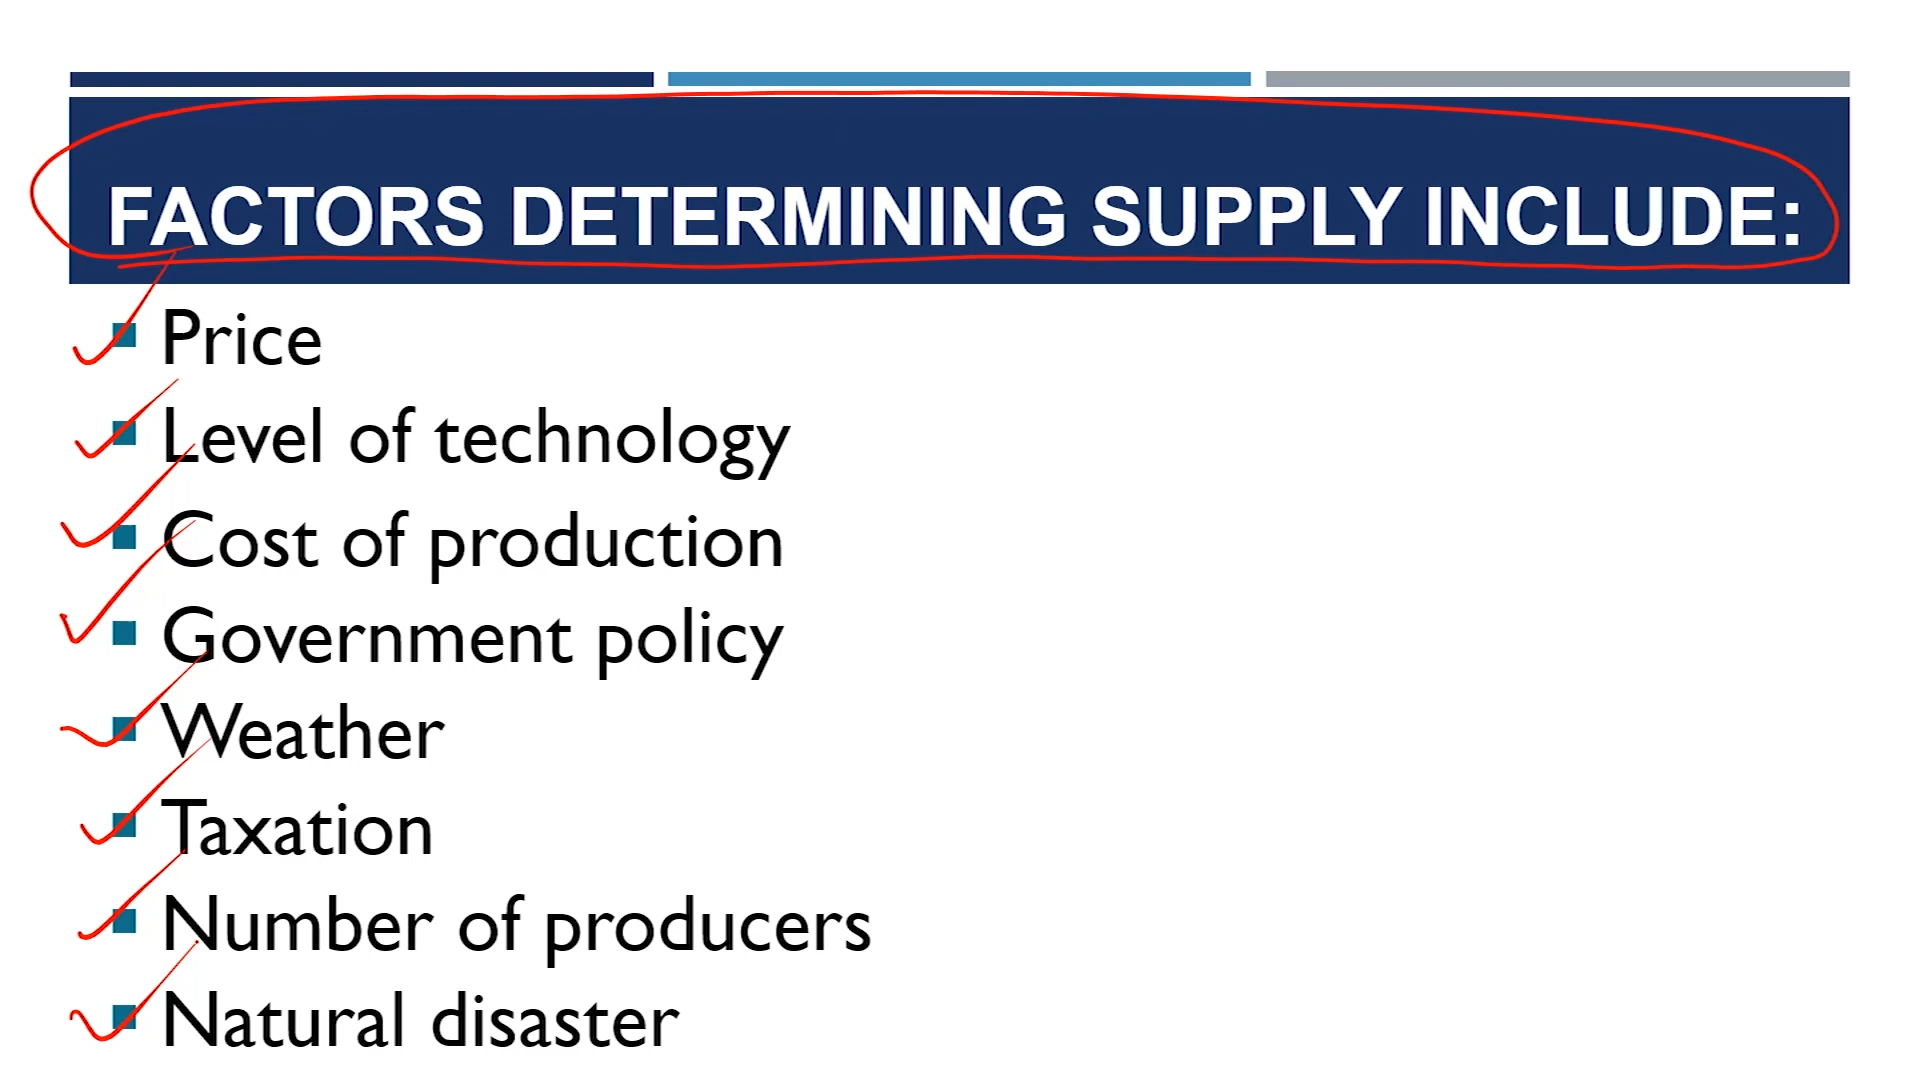 FACTORS DETERMINING SUPPLY INCLUDE:
Price
Level of technology
Cost of production
Government policy
Weather
Taxation
Number of producers
Natural disaster